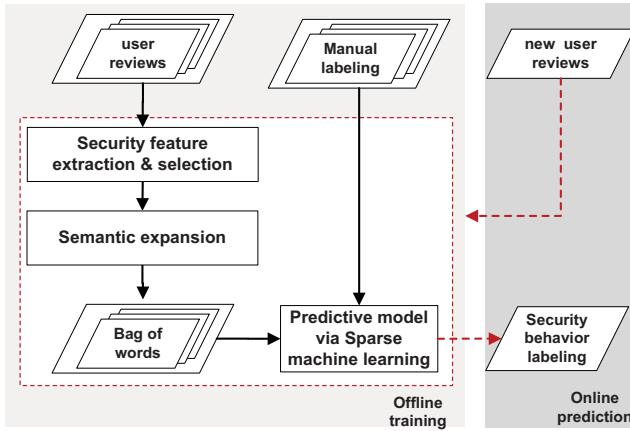 user
reviews
Manual
labeling
new user
reviews
Security feature
extraction & selection
Semantic expansion
Bag of
words
Predictive model
via Sparse
machine learning
Security
behavior
labeling
Offline
training
Online
prediction